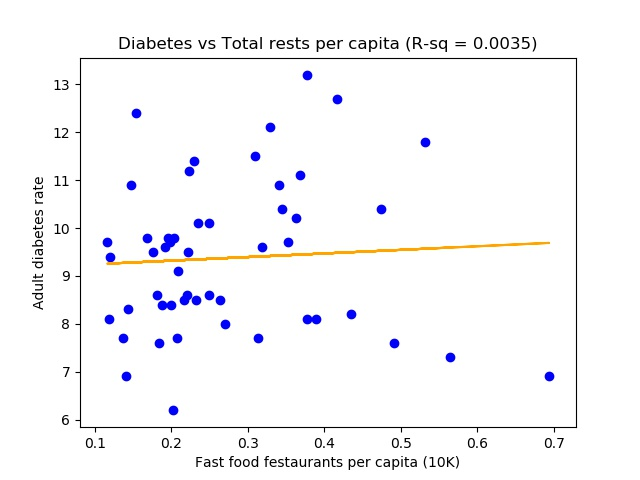 Diabetes vs Total rests per capita (R-sq = 0.0035)
Adult diabetes rate
13
12
11
10
9
8
7
6
0.1 0.2 0.3 0.4 0.5 0.6 0.7
Fast food festaurants per capita (10K)